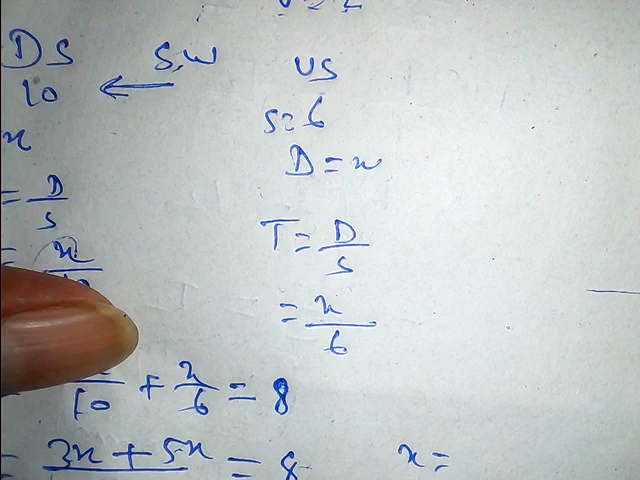 DS S.W US
10 ←
S=6
x
D=x
=D/S
T=D/S
=x/6
/10 + x/6 = 8
= 3x+5x = 8 x=